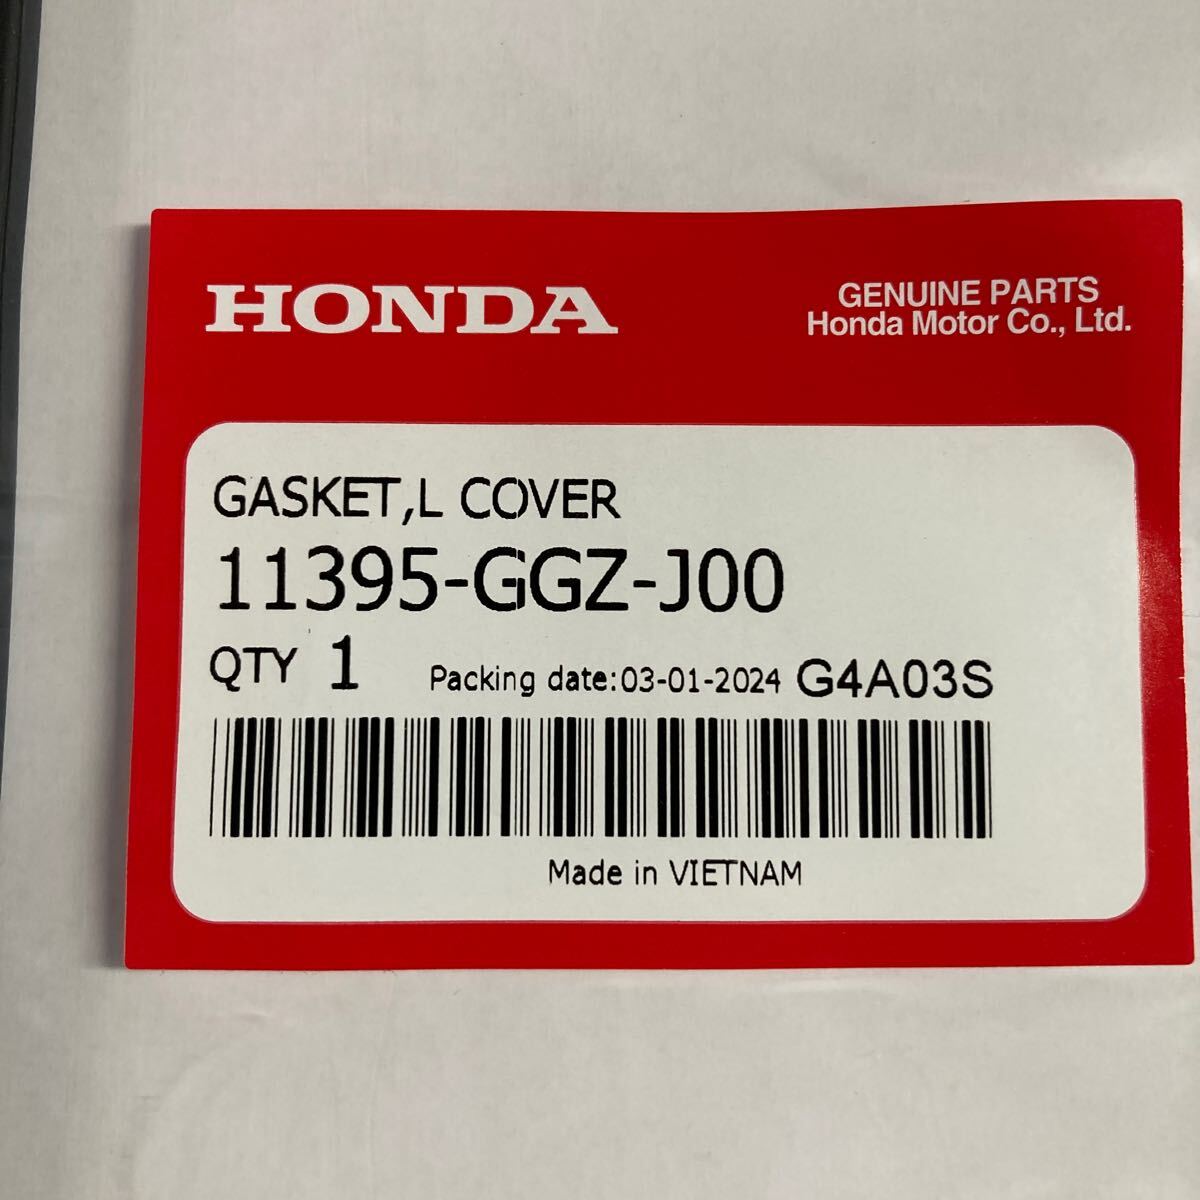 HONDA
GENUINE PARTS
Honda Motor Co., Ltd.
GASKET,L COVER
11395-GGZ-J00
QTY 1 Packing date:03-01-2024 G4A03S
Made in VIETNAM